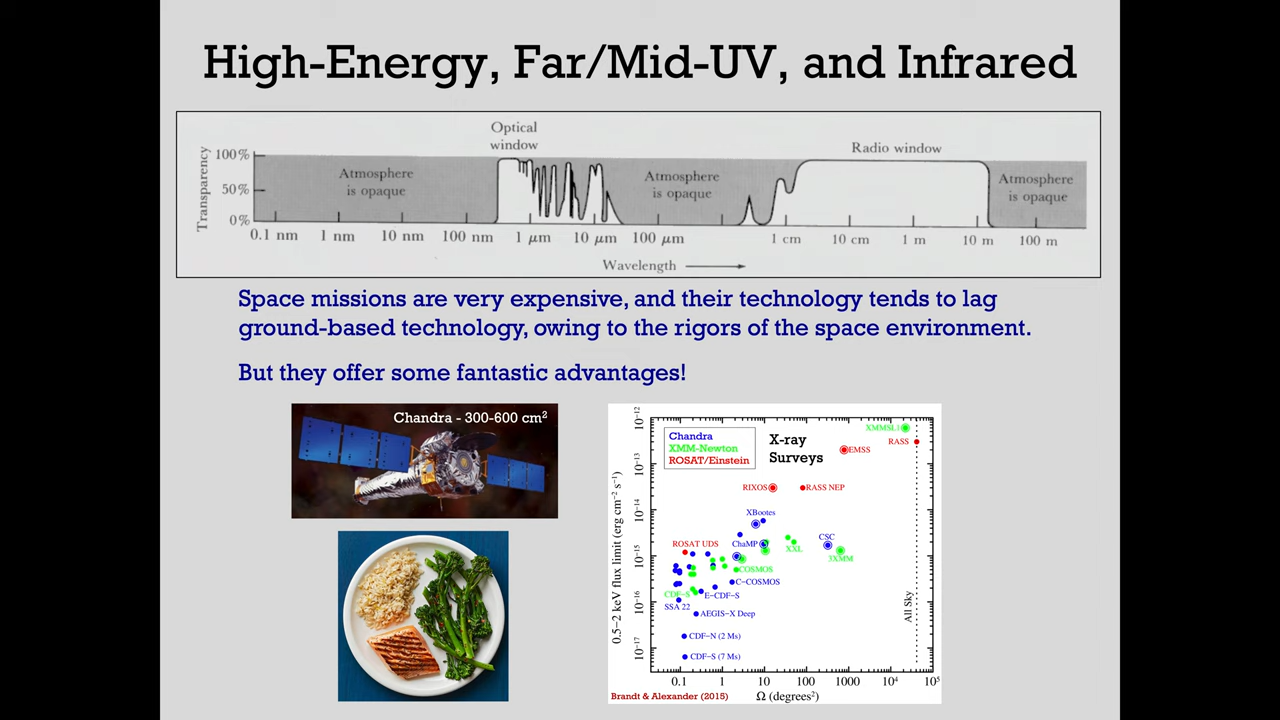 High-Energy, Far/Mid-UV, and Infrared
Optical
window
Radio window
Transparency
100%
50%
0%
Atmosphere
is opaque
Atmosphere
is opaque
Atmosphere
is opaque
0.1 nm 1 nm 10 nm 100 nm 1 μm 10 μm 100 μm 1 cm 10 cm 1 m 10 m 100 m
Wavelength
Space missions are very expensive, and their technology tends to lag
ground-based technology, owing to the rigors of the space environment.
But they offer some fantastic advantages!
Chandra - 300-600 cm²
Chandra
XMM-Newton
ROSAT/Einstein
X-ray
Surveys
XMMSL1
RASS
EMSS
RIXOS
RASS NEP
XBootes
ROSAT UDS
ChaMP
XXL
CSC
3XMM
COSMOS
C−COSMOS
CDF−S
E−CDF−S
SSA 22
AEGIS−X Deep
CDF−N (2 Ms)
CDF−S (7 Ms)
All Sky
0.5−2 keV flux limit (erg cm⁻² s⁻¹)
10⁻¹²
10⁻¹³
10⁻¹⁴
10⁻¹⁵
10⁻¹⁶
10⁻¹⁷
0.1 1 10 100 1000 10⁴ 10⁵
Brandt & Alexander (2015)
Ω (degrees²)